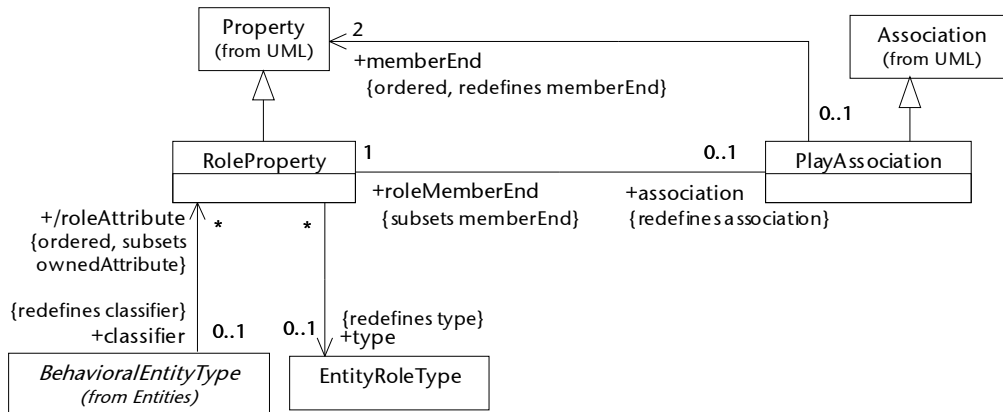 Property
(from UML)
2
+memberEnd
{ordered, redefines memberEnd}
Association
(from UML)
0..1
RoleProperty
1
0..1
PlayAssociation
+roleMemberEnd
{subsets memberEnd}
+association
{redefines association}
+/roleAttribute
{ordered, subsets
ownedAttribute}
*
*
{redefines classifier}
+classifier
0..1
0..1
{redefines type}
+type
BehavioralEntityType
(from Entities)
EntityRoleType